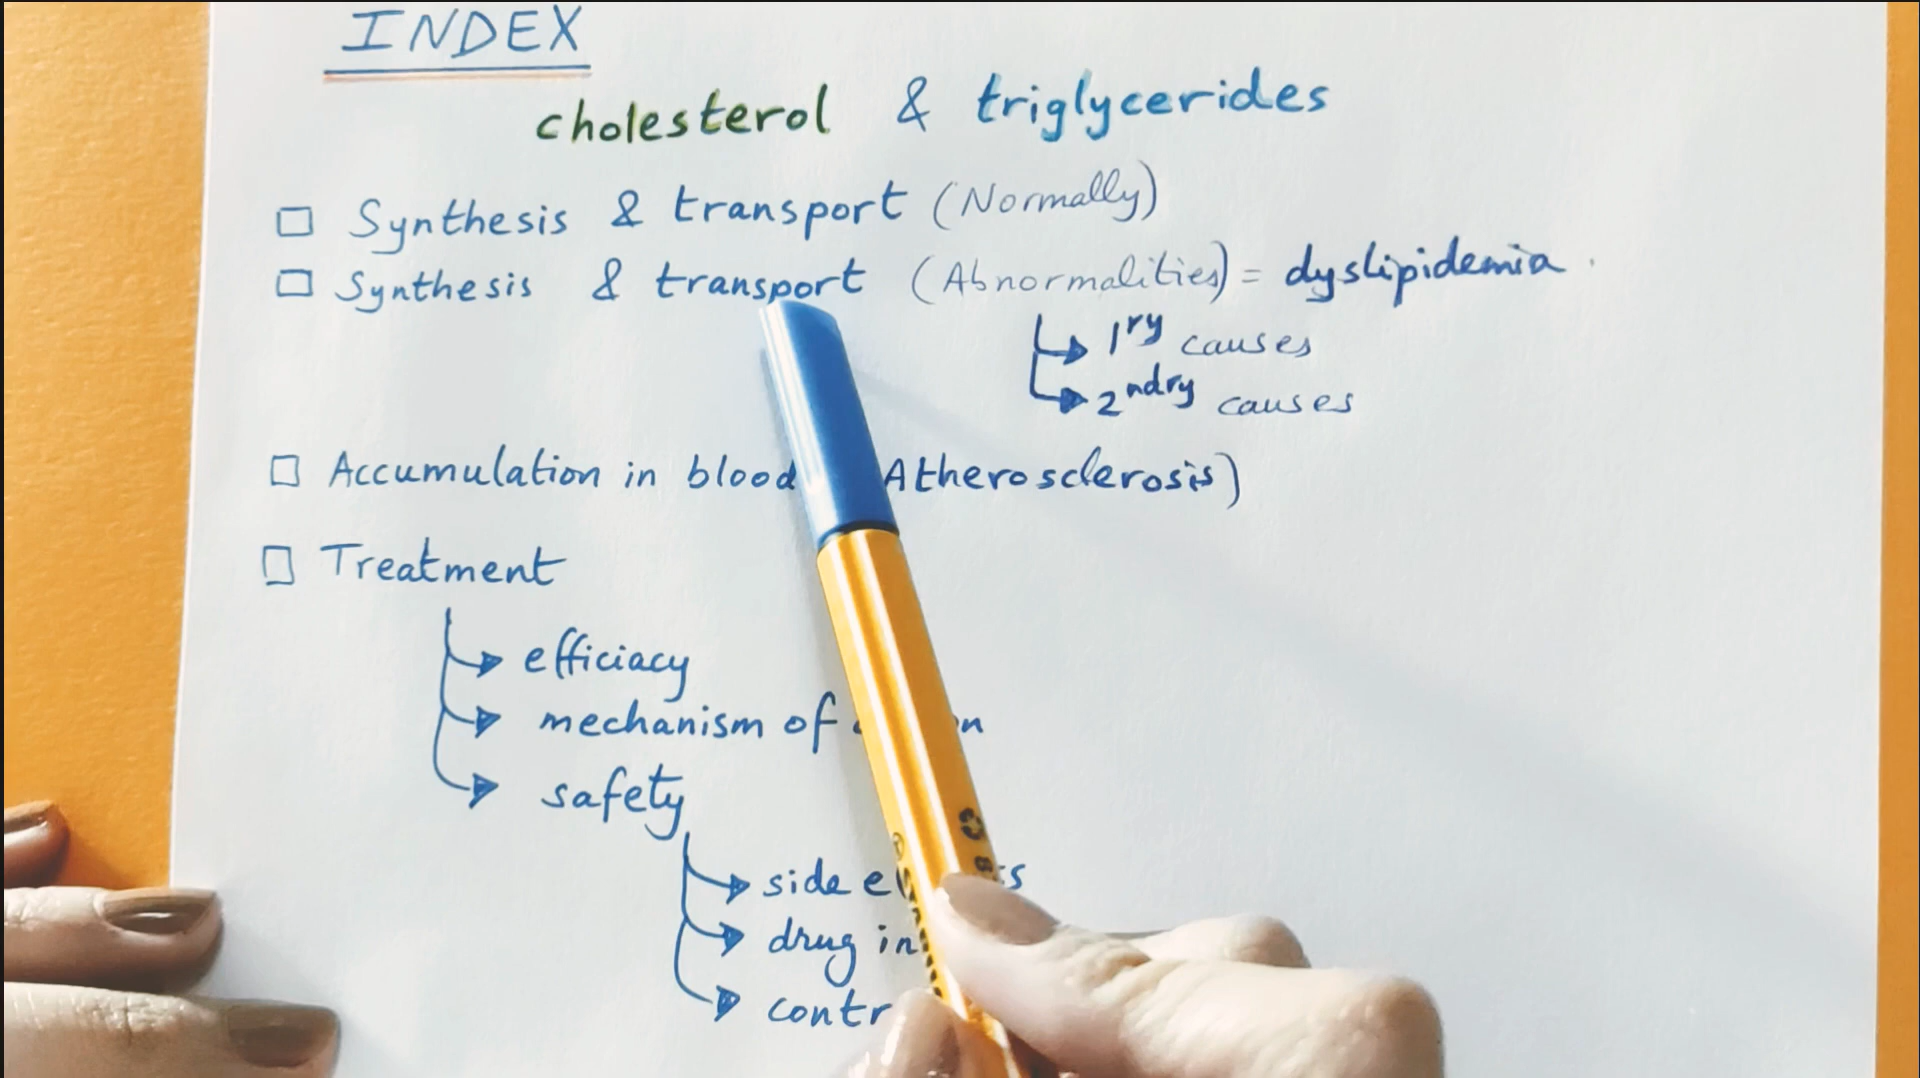 INDEX
cholesterol & triglycerides
Synthesis & transport (Normally)
Synthesis & transport (Abnormalities) = dyslipidemia
1ry causes
2ndry causes
Accumulation in blood Atherosclerosis)
Treatment
efficiacy
mechanism of
safety
side
drug